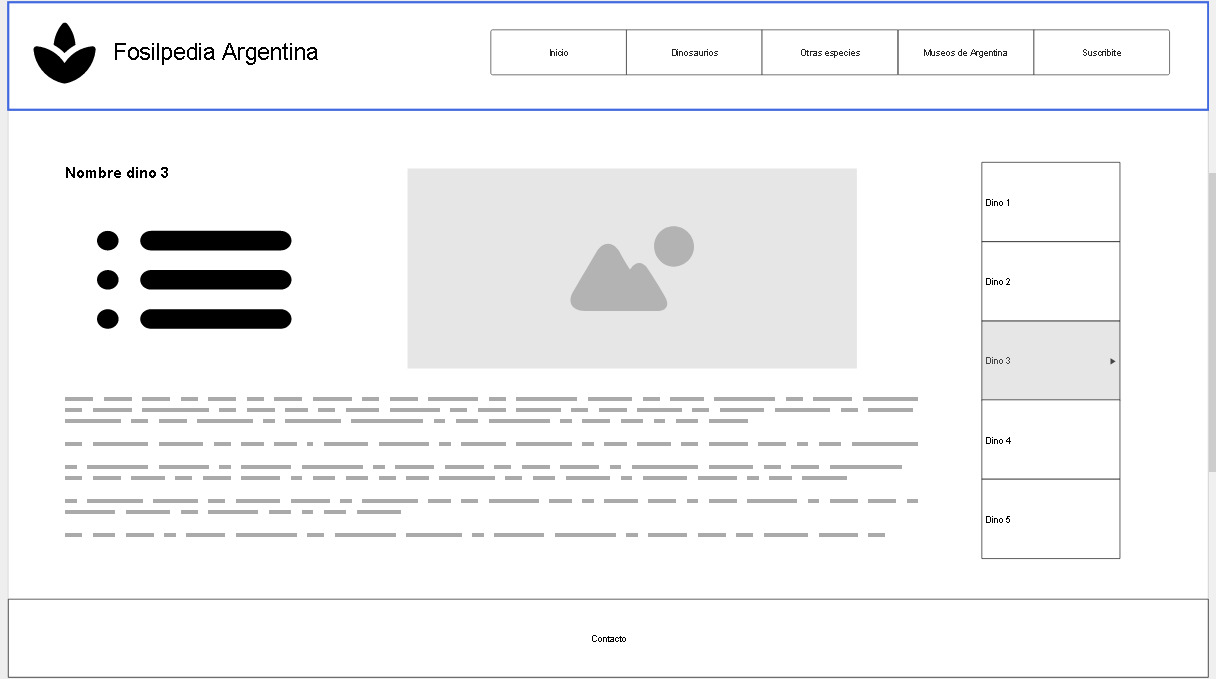 Fosilpedia Argentina
Inicio
Dinosaurios
Otras especies
Museos de Argentina
Suscribite
Nombre dino 3
Dino 1
Dino 2
Dino 3
Dino 4
Dino 5
Contacto